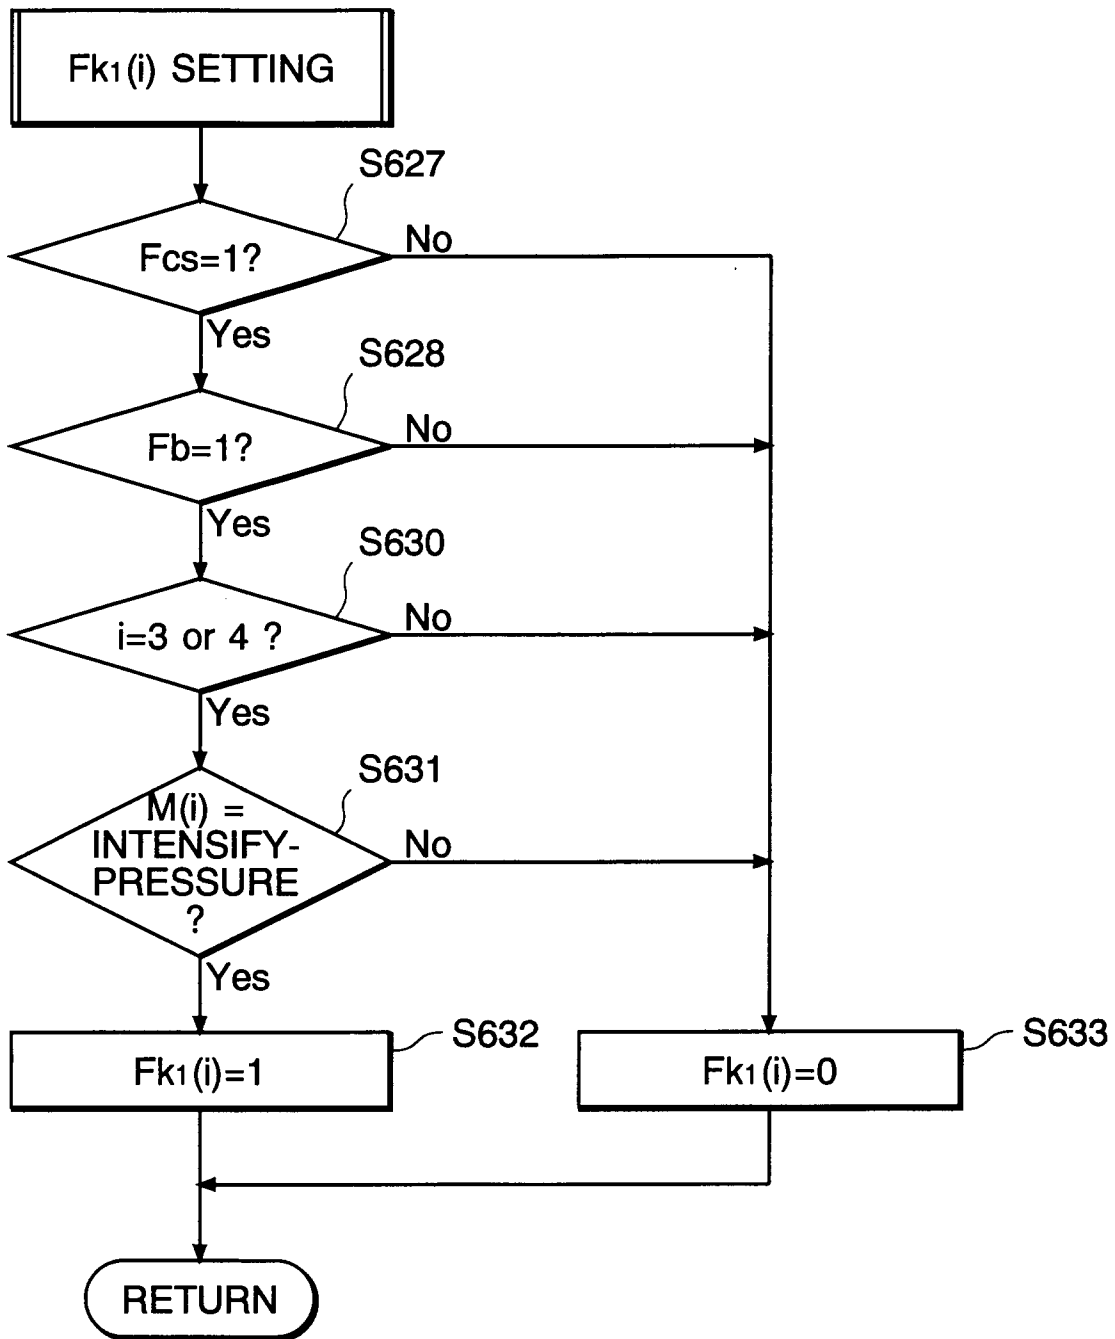 Fk1(i) SETTING
S627
Fcs=1?
No
Yes
S628
Fb=1?
No
Yes
S630
i=3 or 4 ?
No
Yes
S631
M(i) =
INTENSIFY-
PRESSURE
?
No
Yes
S632
Fk1(i)=1
S633
Fk1(i)=0
RETURN